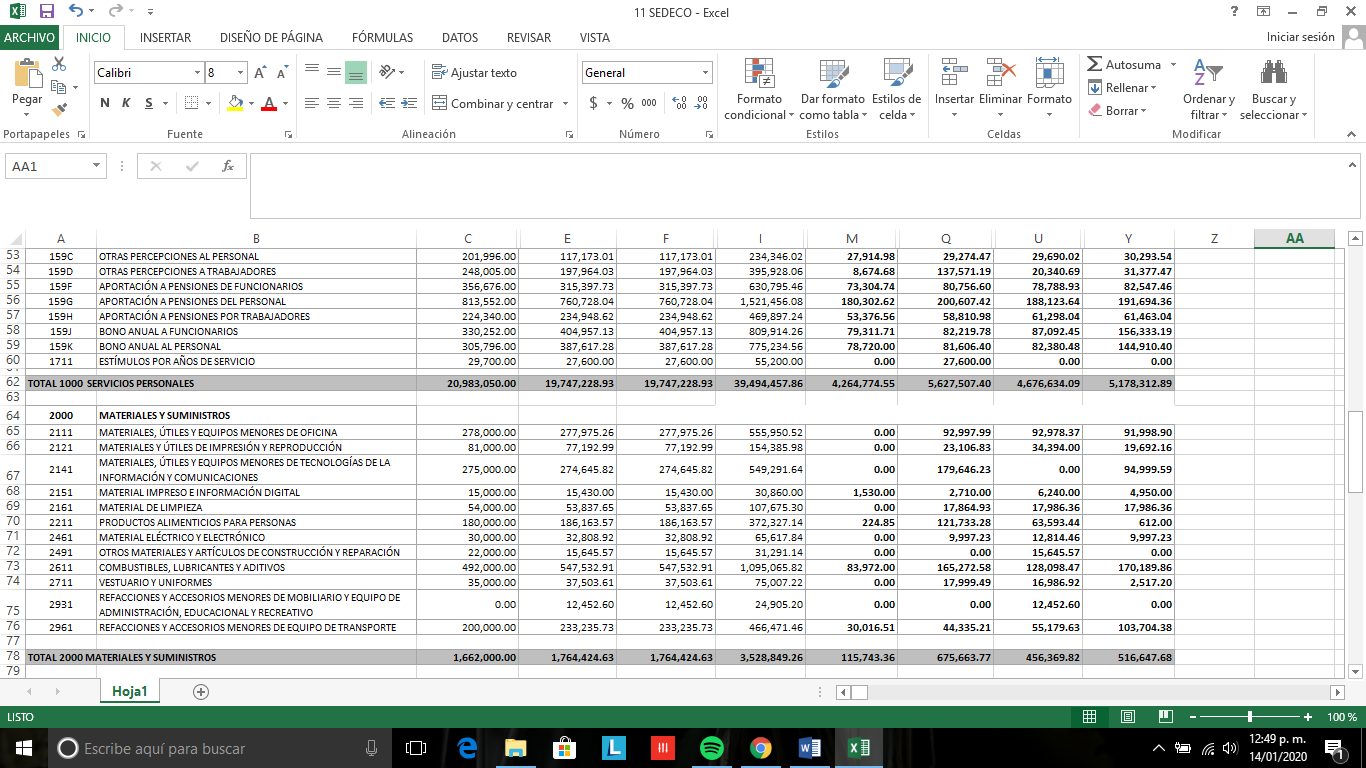 11 SEDECO - Excel
?
ARCHIVO INICIO INSERTAR DISEÑO DE PÁGINA FÓRMULAS DATOS REVISAR VISTA Iniciar sesión
Pegar
Calibri 8
N K S
Ajustar texto
Combinar y centrar
General
$ % 000
Formato condicional
Dar formato como tabla
Estilos de celda
Insertar Eliminar Formato
Autosuma
Rellenar
Borrar
Ordenar y filtrar
Buscar y seleccionar
Portapapeles Fuente Alineación Número Estilos Celdas Modificar
AA1 fx
A B C E F I M Q U Y Z AA
53 159C OTRAS PERCEPCIONES AL PERSONAL 201,996.00 117,173.01 117,173.01 234,346.02 27,914.98 29,274.47 29,690.02 30,293.54
54 159D OTRAS PERCEPCIONES A TRABAJADORES 248,005.00 197,964.03 197,964.03 395,928.06 8,674.68 137,571.19 20,340.69 31,377.47
55 159F APORTACIÓN A PENSIONES DE FUNCIONARIOS 356,676.00 315,397.73 315,397.73 630,795.46 73,304.74 80,756.60 78,788.93 82,547.46
56 159G APORTACIÓN A PENSIONES DEL PERSONAL 813,552.00 760,728.04 760,728.04 1,521,456.08 180,302.62 200,607.42 188,123.64 191,694.36
57 159H APORTACIÓN A PENSIONES POR TRABAJADORES 224,340.00 234,948.62 234,948.62 469,897.24 53,376.56 58,810.98 61,298.04 61,463.04
58 159J BONO ANUAL A FUNCIONARIOS 330,252.00 404,957.13 404,957.13 809,914.26 79,311.71 82,219.78 87,092.45 156,333.19
59 159K BONO ANUAL AL PERSONAL 305,796.00 387,617.28 387,617.28 775,234.56 78,720.00 81,606.40 82,380.48 144,910.40
60 1711 ESTÍMULOS POR AÑOS DE SERVICIO 29,700.00 27,600.00 27,600.00 55,200.00 0.00 27,600.00 0.00 0.00
62 TOTAL 1000 SERVICIOS PERSONALES 20,983,050.00 19,747,228.93 19,747,228.93 39,494,457.86 4,264,774.55 5,627,507.40 4,676,634.09 5,178,312.89
63
64 2000 MATERIALES Y SUMINISTROS
65 2111 MATERIALES, ÚTILES Y EQUIPOS MENORES DE OFICINA 278,000.00 277,975.26 277,975.26 555,950.52 0.00 92,997.99 92,978.37 91,998.90
66 2121 MATERIALES Y ÚTILES DE IMPRESIÓN Y REPRODUCCIÓN 81,000.00 77,192.99 77,192.99 154,385.98 0.00 23,106.83 34,394.00 19,692.16
67 2141 MATERIALES, ÚTILES Y EQUIPOS MENORES DE TECNOLOGÍAS DE LA
INFORMACIÓN Y COMUNICACIONES 275,000.00 274,645.82 274,645.82 549,291.64 0.00 179,646.23 0.00 94,999.59
68 2151 MATERIAL IMPRESO E INFORMACIÓN DIGITAL 15,000.00 15,430.00 15,430.00 30,860.00 1,530.00 2,710.00 6,240.00 4,950.00
69 2161 MATERIAL DE LIMPIEZA 54,000.00 53,837.65 53,837.65 107,675.30 0.00 17,864.93 17,986.36 17,986.36
70 2211 PRODUCTOS ALIMENTICIOS PARA PERSONAS 180,000.00 186,163.57 186,163.57 372,327.14 224.85 121,733.28 63,593.44 612.00
71 2461 MATERIAL ELÉCTRICO Y ELECTRÓNICO 30,000.00 32,808.92 32,808.92 65,617.84 0.00 9,997.23 12,814.46 9,997.23
72 2491 OTROS MATERIALES Y ARTÍCULOS DE CONSTRUCCIÓN Y REPARACIÓN 22,000.00 15,645.57 15,645.57 31,291.14 0.00 0.00 15,645.57 0.00
73 2611 COMBUSTIBLES, LUBRICANTES Y ADITIVOS 492,000.00 547,532.91 547,532.91 1,095,065.82 83,972.00 165,272.58 128,098.47 170,189.86
74 2711 VESTUARIO Y UNIFORMES 35,000.00 37,503.61 37,503.61 75,007.22 0.00 17,999.49 16,986.92 2,517.20
75 2931 REFACCIONES Y ACCESORIOS MENORES DE MOBILIARIO Y EQUIPO DE
ADMINISTRACIÓN, EDUCACIONAL Y RECREATIVO 0.00 12,452.60 12,452.60 24,905.20 0.00 0.00 12,452.60 0.00
76 2961 REFACCIONES Y ACCESORIOS MENORES DE EQUIPO DE TRANSPORTE 200,000.00 233,235.73 233,235.73 466,471.46 30,016.51 44,335.21 55,179.63 103,704.38
77
78 TOTAL 2000 MATERIALES Y SUMINISTROS 1,662,000.00 1,764,424.63 1,764,424.63 3,528,849.26 115,743.36 675,663.77 456,369.82 516,647.68
79
Hoja1
LISTO 100 %
Escribe aquí para buscar
12:49 p. m.
14/01/2020
1